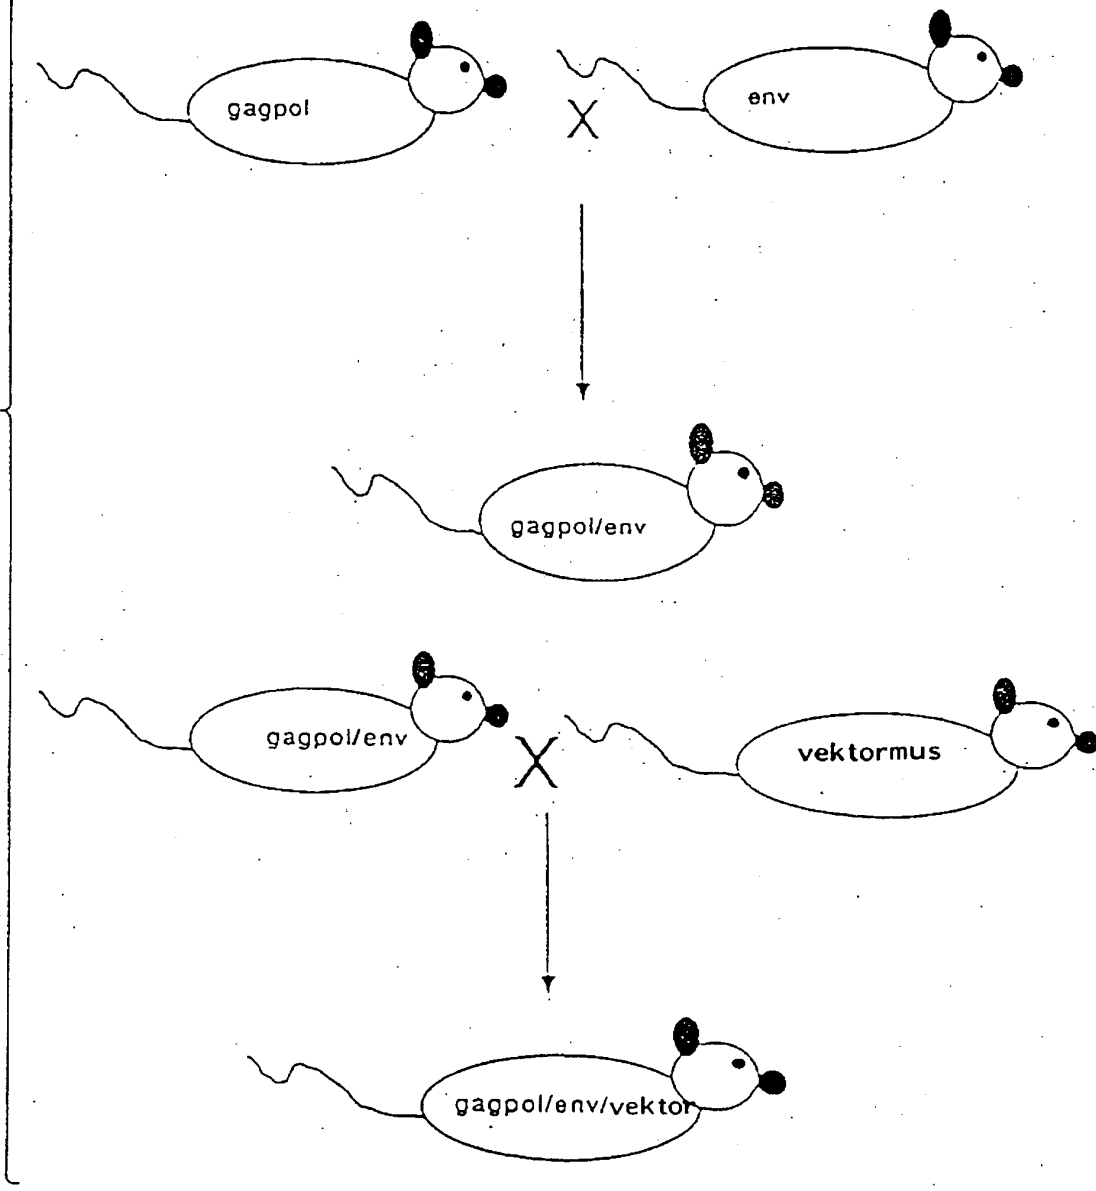 gagpol
env
X
gagpol/env
gagpol/env
X
vektormus
gagpol/env/vektor